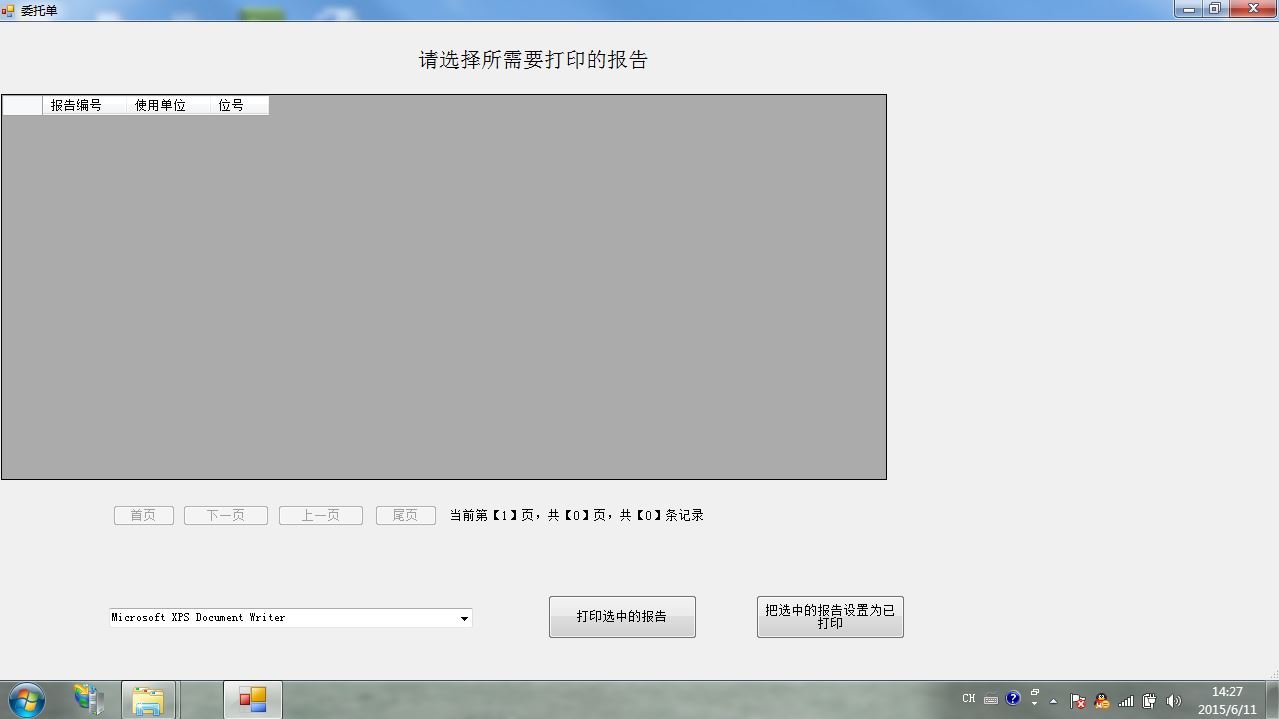 委托单
请选择所需要打印的报告
报告编号 使用单位 位号
首页 下一页 上一页 尾页 当前第【1】页，共【0】页，共【0】条记录
Microsoft XPS Document Writer
打印选中的报告
把选中的报告设置为已
打印
CH
14:27
2015/6/11